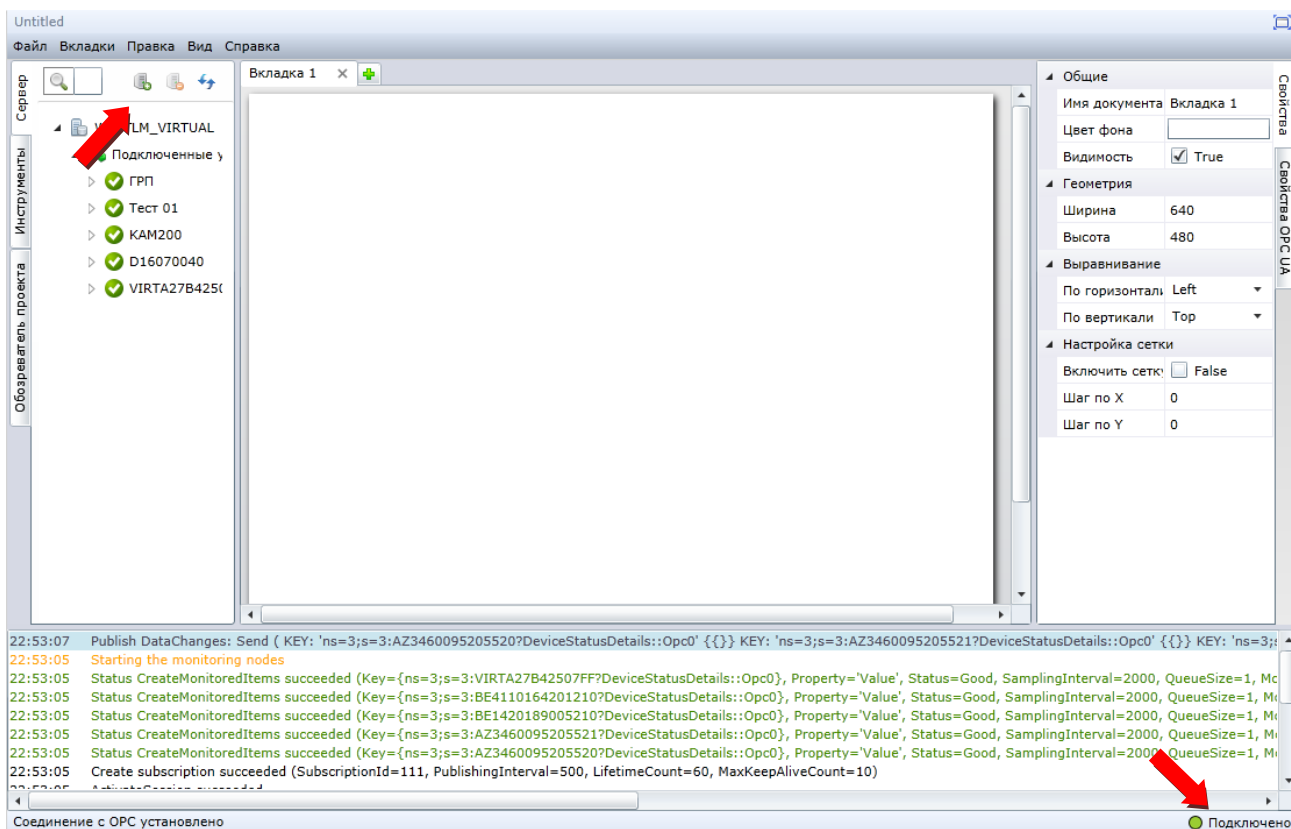 Untitled
Файл Вкладки Правка Вид Справка
Сервер
Инструменты
Обозреватель проекта
TLM_VIRTUAL
Подключенные у
ГРП
Тест 01
КАМ200
D16070040
VIRTA27B425(
Вкладка 1
Общие
Имя документа Вкладка 1
Цвет фона
Видимость True
Геометрия
Ширина 640
Высота 480
Выравнивание
По горизонтали Left
По вертикали Top
Настройка сетки
Включить сетку False
Шаг по X 0
Шаг по Y 0
Свойства
Свойства OPC UA
22:53:07 Publish DataChanges: Send ( KEY: 'ns=3;s=3:AZ3460095205520?DeviceStatusDetails::Opc0' {{}} KEY: 'ns=3;s=3:AZ3460095205521?DeviceStatusDetails::Opc0' {{}} KEY: 'ns=3;s
22:53:05 Starting the monitoring nodes
22:53:05 Status CreateMonitoredItems succeeded (Key={ns=3;s=3:VIRTA27B42507FF?DeviceStatusDetails::Opc0}, Property='Value', Status=Good, SamplingInterval=2000, QueueSize=1, Mo
22:53:05 Status CreateMonitoredItems succeeded (Key={ns=3;s=3:BE4110164201210?DeviceStatusDetails::Opc0}, Property='Value', Status=Good, SamplingInterval=2000, QueueSize=1, Mo
22:53:05 Status CreateMonitoredItems succeeded (Key={ns=3;s=3:BE1420189005210?DeviceStatusDetails::Opc0}, Property='Value', Status=Good, SamplingInterval=2000, QueueSize=1, Mo
22:53:05 Status CreateMonitoredItems succeeded (Key={ns=3;s=3:AZ3460095205521?DeviceStatusDetails::Opc0}, Property='Value', Status=Good, SamplingInterval=2000, QueueSize=1, Mo
22:53:05 Status CreateMonitoredItems succeeded (Key={ns=3;s=3:AZ3460095205520?DeviceStatusDetails::Opc0}, Property='Value', Status=Good, SamplingInterval=2000, QueueSize=1, Mo
22:53:05 Create subscription succeeded (SubscriptionId=111, PublishingInterval=500, LifetimeCount=60, MaxKeepAliveCount=10)
22:53:05 ActivateSession succeeded
Соединение с OPC установлено
Подключено